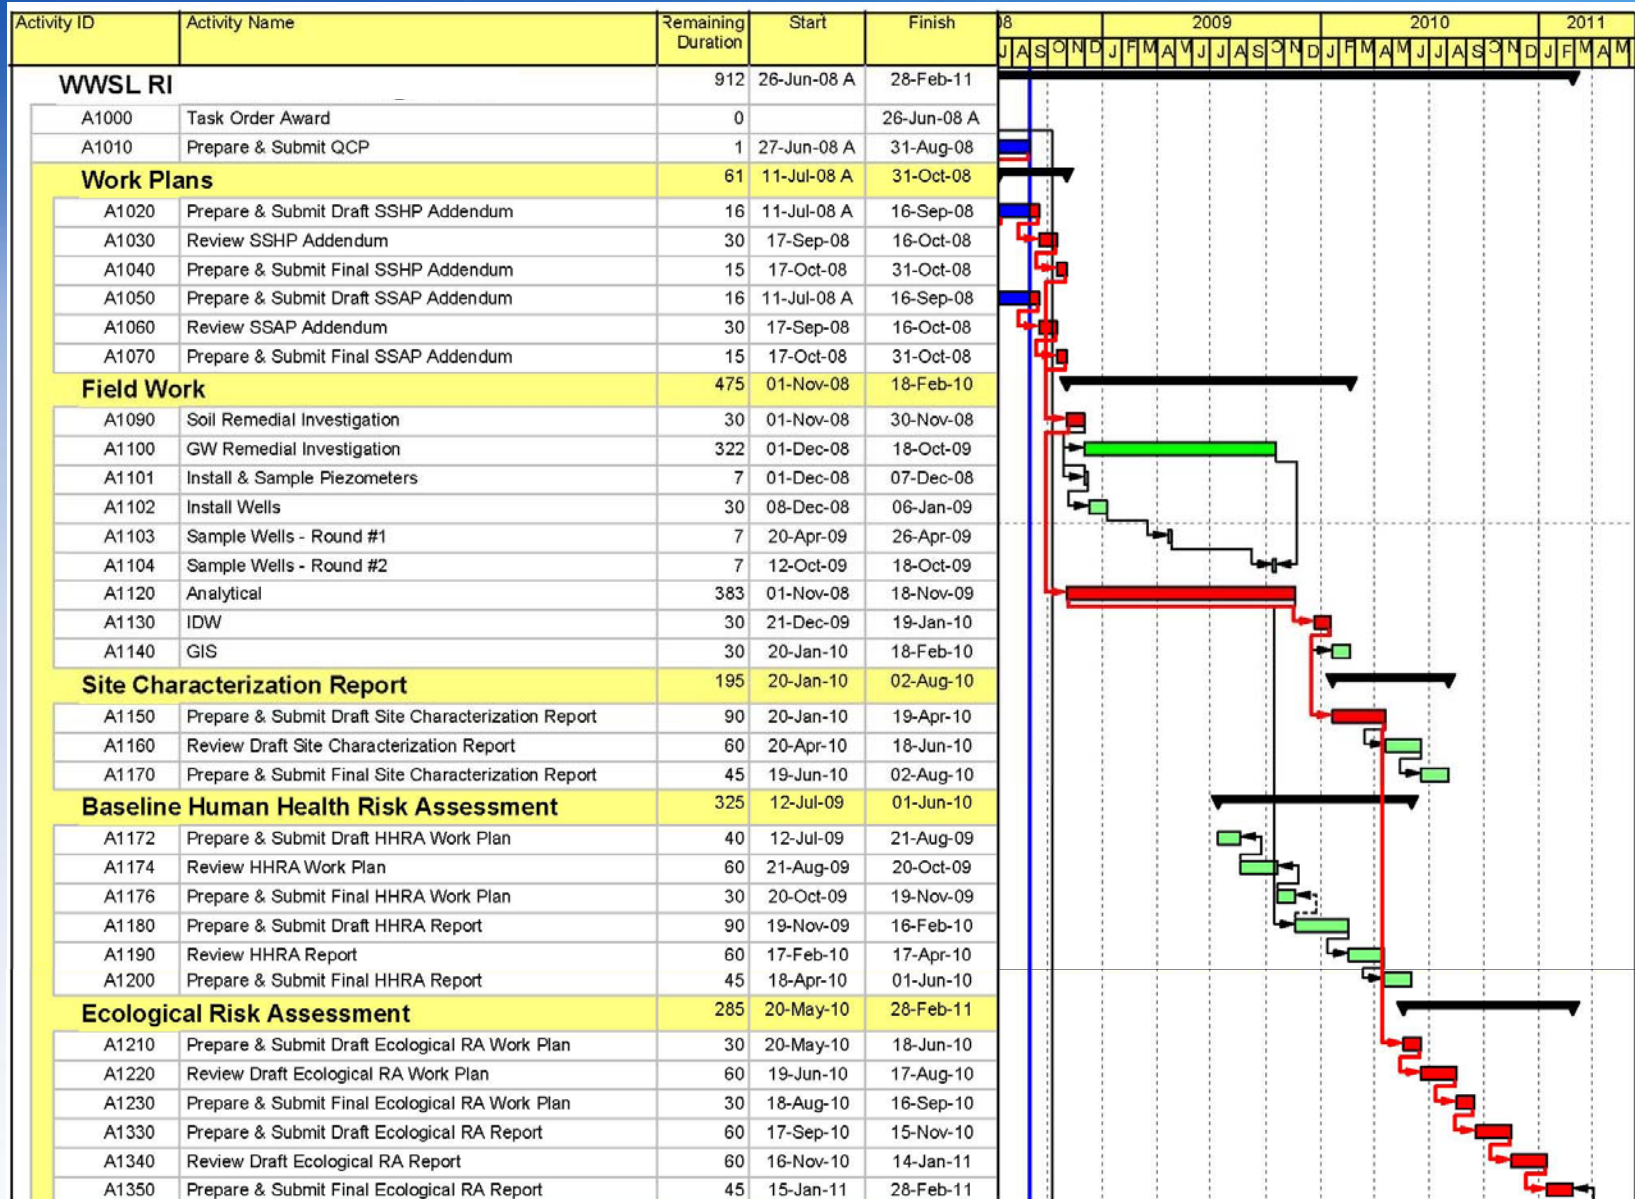 Activity ID Activity Name Remaining Duration Start Finish
08 2009 2010 2011
J A S O N D J F M A M J J A S O N D J F M A M J J A S O N D J F M A M
WWSL RI 912 26-Jun-08 A 28-Feb-11
A1000 Task Order Award 0 26-Jun-08 A
A1010 Prepare & Submit QCP 1 27-Jun-08 A 31-Aug-08
Work Plans 61 11-Jul-08 A 31-Oct-08
A1020 Prepare & Submit Draft SSHP Addendum 16 11-Jul-08 A 16-Sep-08
A1030 Review SSHP Addendum 30 17-Sep-08 16-Oct-08
A1040 Prepare & Submit Final SSHP Addendum 15 17-Oct-08 31-Oct-08
A1050 Prepare & Submit Draft SSAP Addendum 16 11-Jul-08 A 16-Sep-08
A1060 Review SSAP Addendum 30 17-Sep-08 16-Oct-08
A1070 Prepare & Submit Final SSAP Addendum 15 17-Oct-08 31-Oct-08
Field Work 475 01-Nov-08 18-Feb-10
A1090 Soil Remedial Investigation 30 01-Nov-08 30-Nov-08
A1100 GW Remedial Investigation 322 01-Dec-08 18-Oct-09
A1101 Install & Sample Piezometers 7 01-Dec-08 07-Dec-08
A1102 Install Wells 30 08-Dec-08 06-Jan-09
A1103 Sample Wells - Round #1 7 20-Apr-09 26-Apr-09
A1104 Sample Wells - Round #2 7 12-Oct-09 18-Oct-09
A1120 Analytical 383 01-Nov-08 18-Nov-09
A1130 IDW 30 21-Dec-09 19-Jan-10
A1140 GIS 30 20-Jan-10 18-Feb-10
Site Characterization Report 195 20-Jan-10 02-Aug-10
A1150 Prepare & Submit Draft Site Characterization Report 90 20-Jan-10 19-Apr-10
A1160 Review Draft Site Characterization Report 60 20-Apr-10 18-Jun-10
A1170 Prepare & Submit Final Site Characterization Report 45 19-Jun-10 02-Aug-10
Baseline Human Health Risk Assessment 325 12-Jul-09 01-Jun-10
A1172 Prepare & Submit Draft HHRA Work Plan 40 12-Jul-09 21-Aug-09
A1174 Review HHRA Work Plan 60 21-Aug-09 20-Oct-09
A1176 Prepare & Submit Final HHRA Work Plan 30 20-Oct-09 19-Nov-09
A1180 Prepare & Submit Draft HHRA Report 90 19-Nov-09 16-Feb-10
A1190 Review HHRA Report 60 17-Feb-10 17-Apr-10
A1200 Prepare & Submit Final HHRA Report 45 18-Apr-10 01-Jun-10
Ecological Risk Assessment 285 20-May-10 28-Feb-11
A1210 Prepare & Submit Draft Ecological RA Work Plan 30 20-May-10 18-Jun-10
A1220 Review Draft Ecological RA Work Plan 60 19-Jun-10 17-Aug-10
A1230 Prepare & Submit Final Ecological RA Work Plan 30 18-Aug-10 16-Sep-10
A1330 Prepare & Submit Draft Ecological RA Report 60 17-Sep-10 15-Nov-10
A1340 Review Draft Ecological RA Report 60 16-Nov-10 14-Jan-11
A1350 Prepare & Submit Final Ecological RA Report 45 15-Jan-11 28-Feb-11